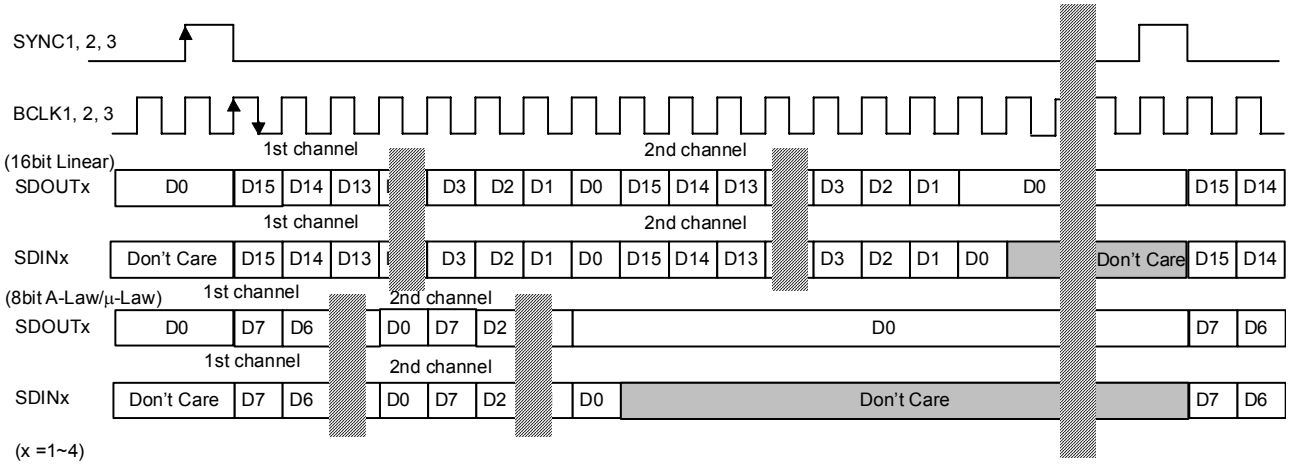 SYNC1, 2, 3
BCLK1, 2, 3
1st channel 2nd channel
(16bit Linear)
SDOUTx D0 D15 D14 D13 D3 D2 D1 D0 D15 D14 D13 D3 D2 D1 D0 D15 D14
1st channel 2nd channel
SDINx Don't Care D15 D14 D13 D3 D2 D1 D0 D15 D14 D13 D3 D2 D1 D0 Don't Care D15 D14
1st channel 2nd channel
(8bit A-Law/μ-Law)
SDOUTx D0 D7 D6 D0 D7 D2 D0 D7 D6
1st channel 2nd channel
SDINx Don't Care D7 D6 D0 D7 D2 D0 Don't Care D7 D6
(x =1~4)